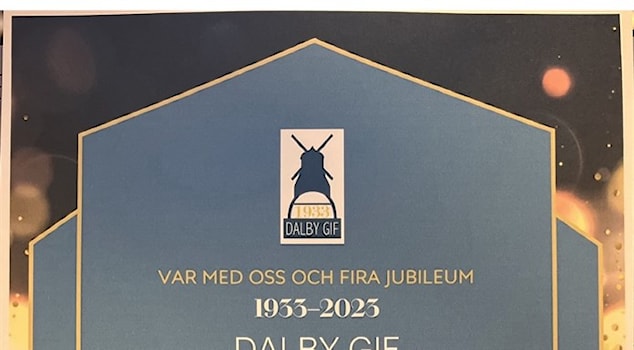 1933
DALBY GIF
VAR MED OSS OCH FIRA JUBILEUM
1933–2023
DALBY GIF